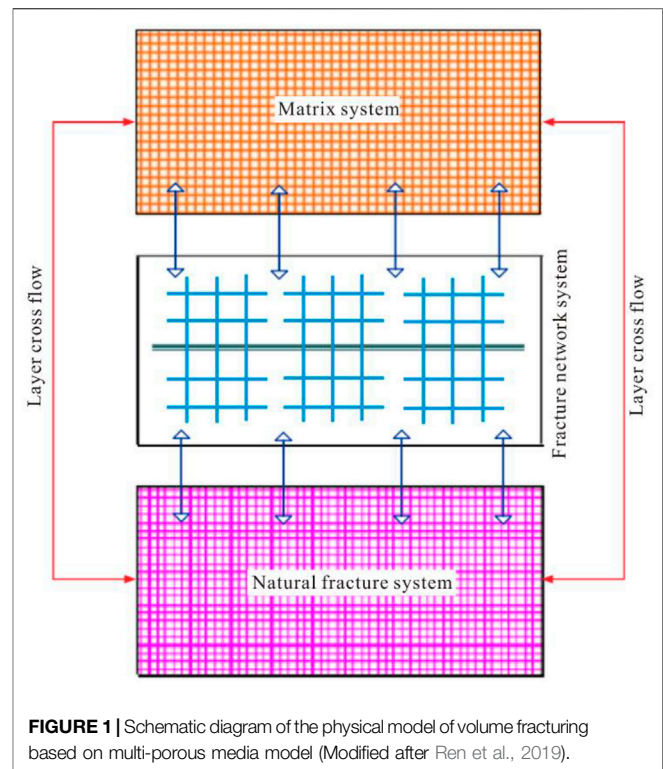 Matrix system
Layer cross flow
Fracture network system
Layer cross flow
Natural fracture system
FIGURE 1 | Schematic diagram of the physical model of volume fracturing
based on multi-porous media model (Modified after Ren et al., 2019).